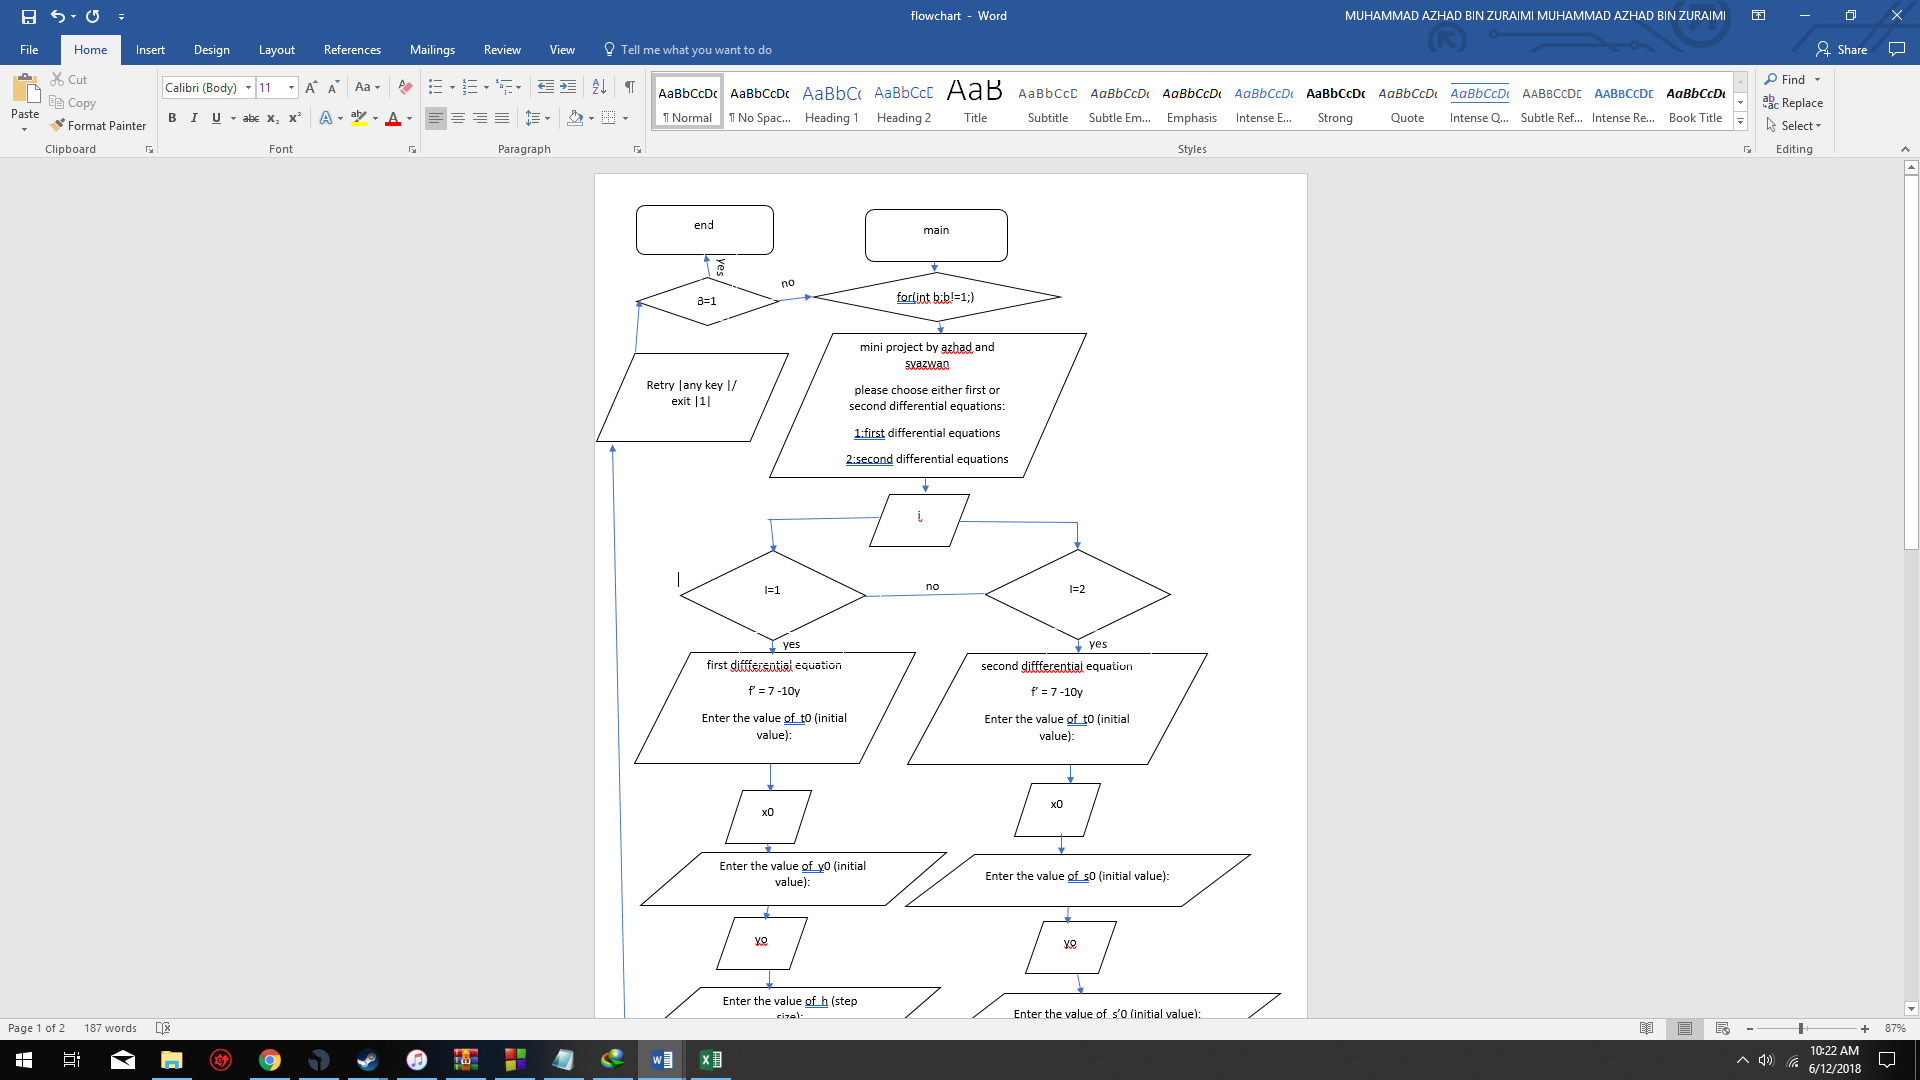 flowchart - Word
MUHAMMAD AZHAD BIN ZURAIMI MUHAMMAD AZHAD BIN ZURAIMI
File Home Insert Design Layout References Mailings Review View Tell me what you want to do
Share
Paste
Cut
Copy
Format Painter
Clipboard
Calibri (Body) 11
Font
Paragraph
AaBbCcDc AaBbCcDc AaBbCc AaBbCcD AaB AaBbCcD AaBbCcDc AaBbCcDc AaBbCcDc AaBbCcDc AaBbCcDc AaBbCcDc AABBCCDE AABBCCDE AaBbCcDc
¶ Normal ¶ No Spac... Heading 1 Heading 2 Title Subtitle Subtle Em... Emphasis Intense E... Strong Quote Intense Q... Subtle Ref... Intense Re... Book Title
Styles
Find
Replace
Select
Editing
end
main
yes
no
B=1
for(int b;b!=1;)
Retry |any key |/
exit |1|
mini project by azhad and
syazwan
please choose either first or
second differential equations:
1:first differential equations
2:second differential equations
i
I=1
no
I=2
yes
yes
first diffferential equation
f’ = 7 -10y
Enter the value of t0 (initial
value):
second diffferential equation
f’ = 7 -10y
Enter the value of t0 (initial
value):
x0
x0
Enter the value of y0 (initial
value):
Enter the value of s0 (initial value):
yo
yo
Enter the value of h (step
size):
Enter the value of s’0 (initial value):
Page 1 of 2 187 words
87%
10:22 AM
6/12/2018